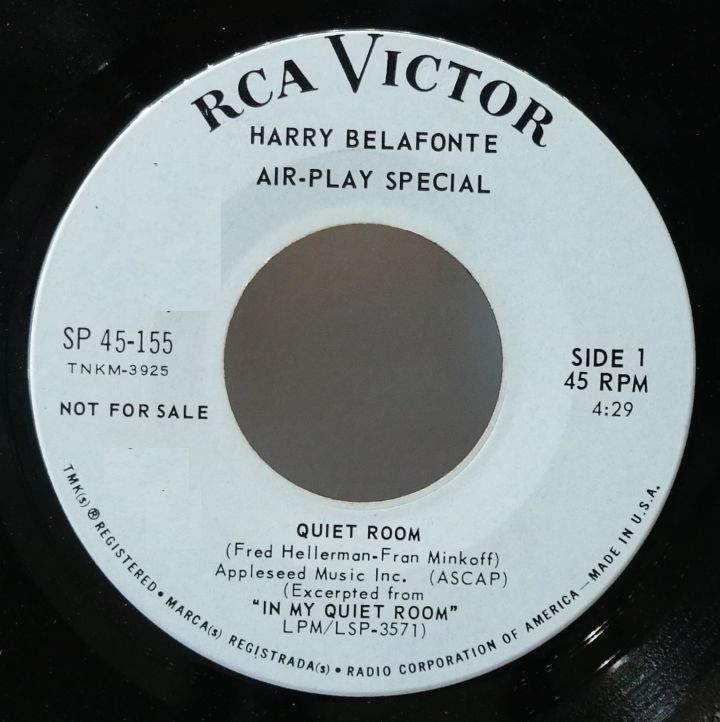 RCA VICTOR
HARRY BELAFONTE
AIR-PLAY SPECIAL
SP 45-155
TNKM-3925
NOT FOR SALE
SIDE 1
45 RPM
4:29
QUIET ROOM
(Fred Hellerman-Fran Minkoff)
Appleseed Music Inc. (ASCAP)
(Excerpted from
"IN MY QUIET ROOM"
LPM/LSP-3571)
TMK(s) ® REGISTERED • MARCA(s) REGISTRADA(s) • RADIO CORPORATION OF AMERICA—MADE IN U.S.A.